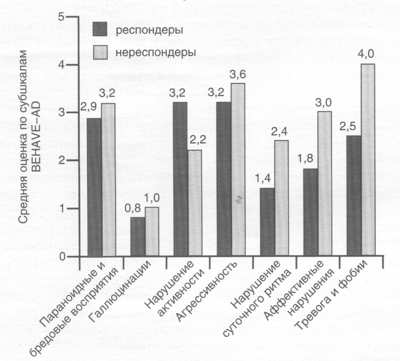 Средняя оценка по субшкалам
BEHAVE–AD
5
4
3
2
1
0
респондеры
нереспондеры
2,9
3,2
0,8
1,0
3,2
2,2
3,2
3,6
1,4
2,4
1,8
3,0
2,5
4,0
Параноидные и
бредовые восприятия
Галлюцинации
Нарушение
активности
Агрессивность
Нарушение
суточного ритма
Аффективные
нарушения
Тревога и фобии